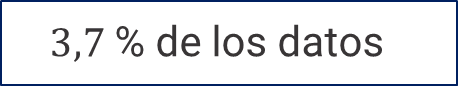 3,7 % de los datos